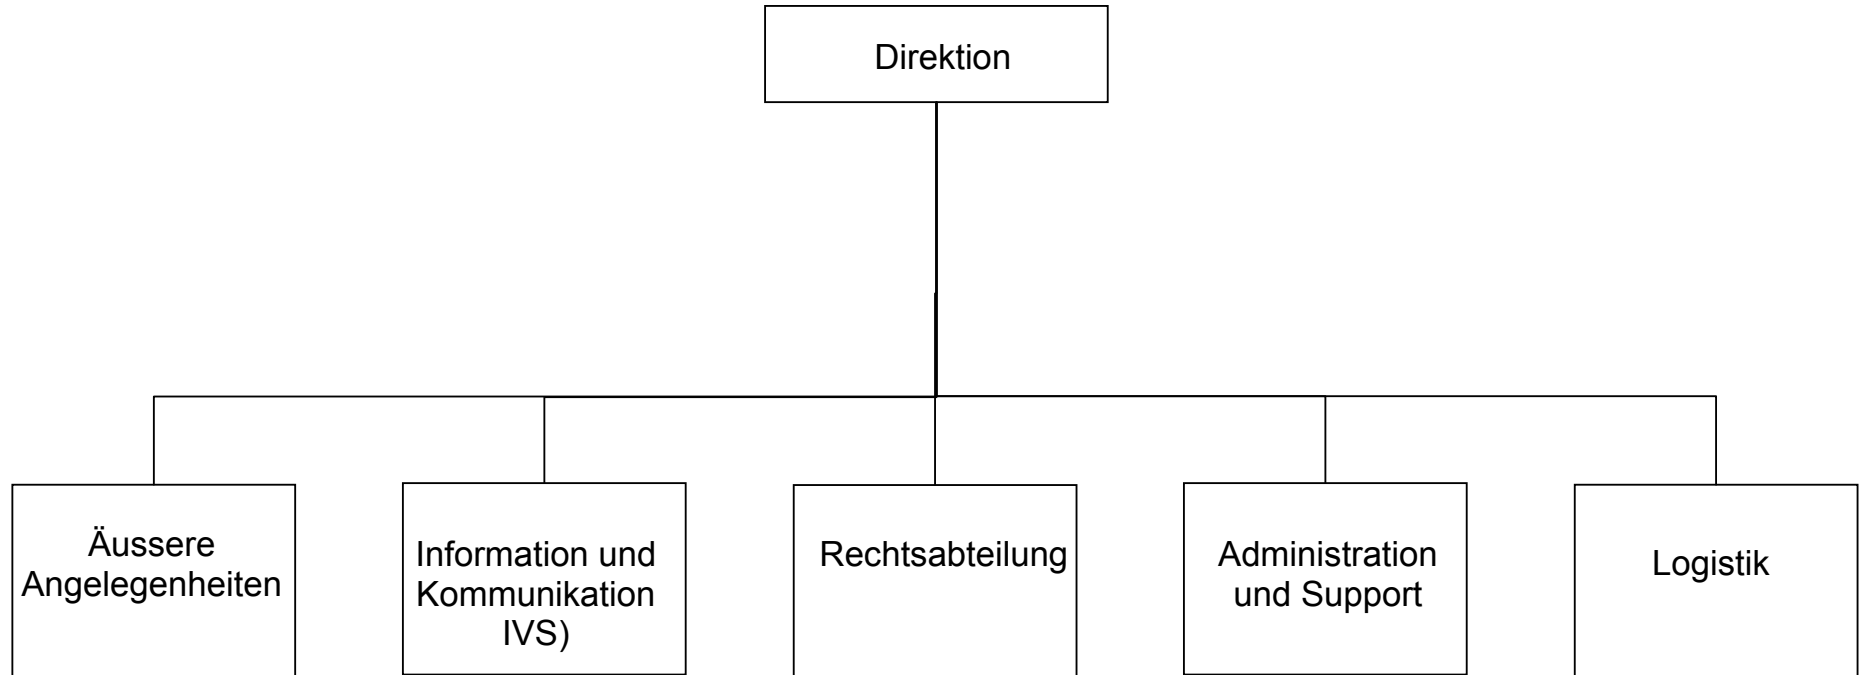 Direktion
Äussere
Angelegenheiten
Information und
Kommunikation
IVS)
Rechtsabteilung
Administration
und Support
Logistik